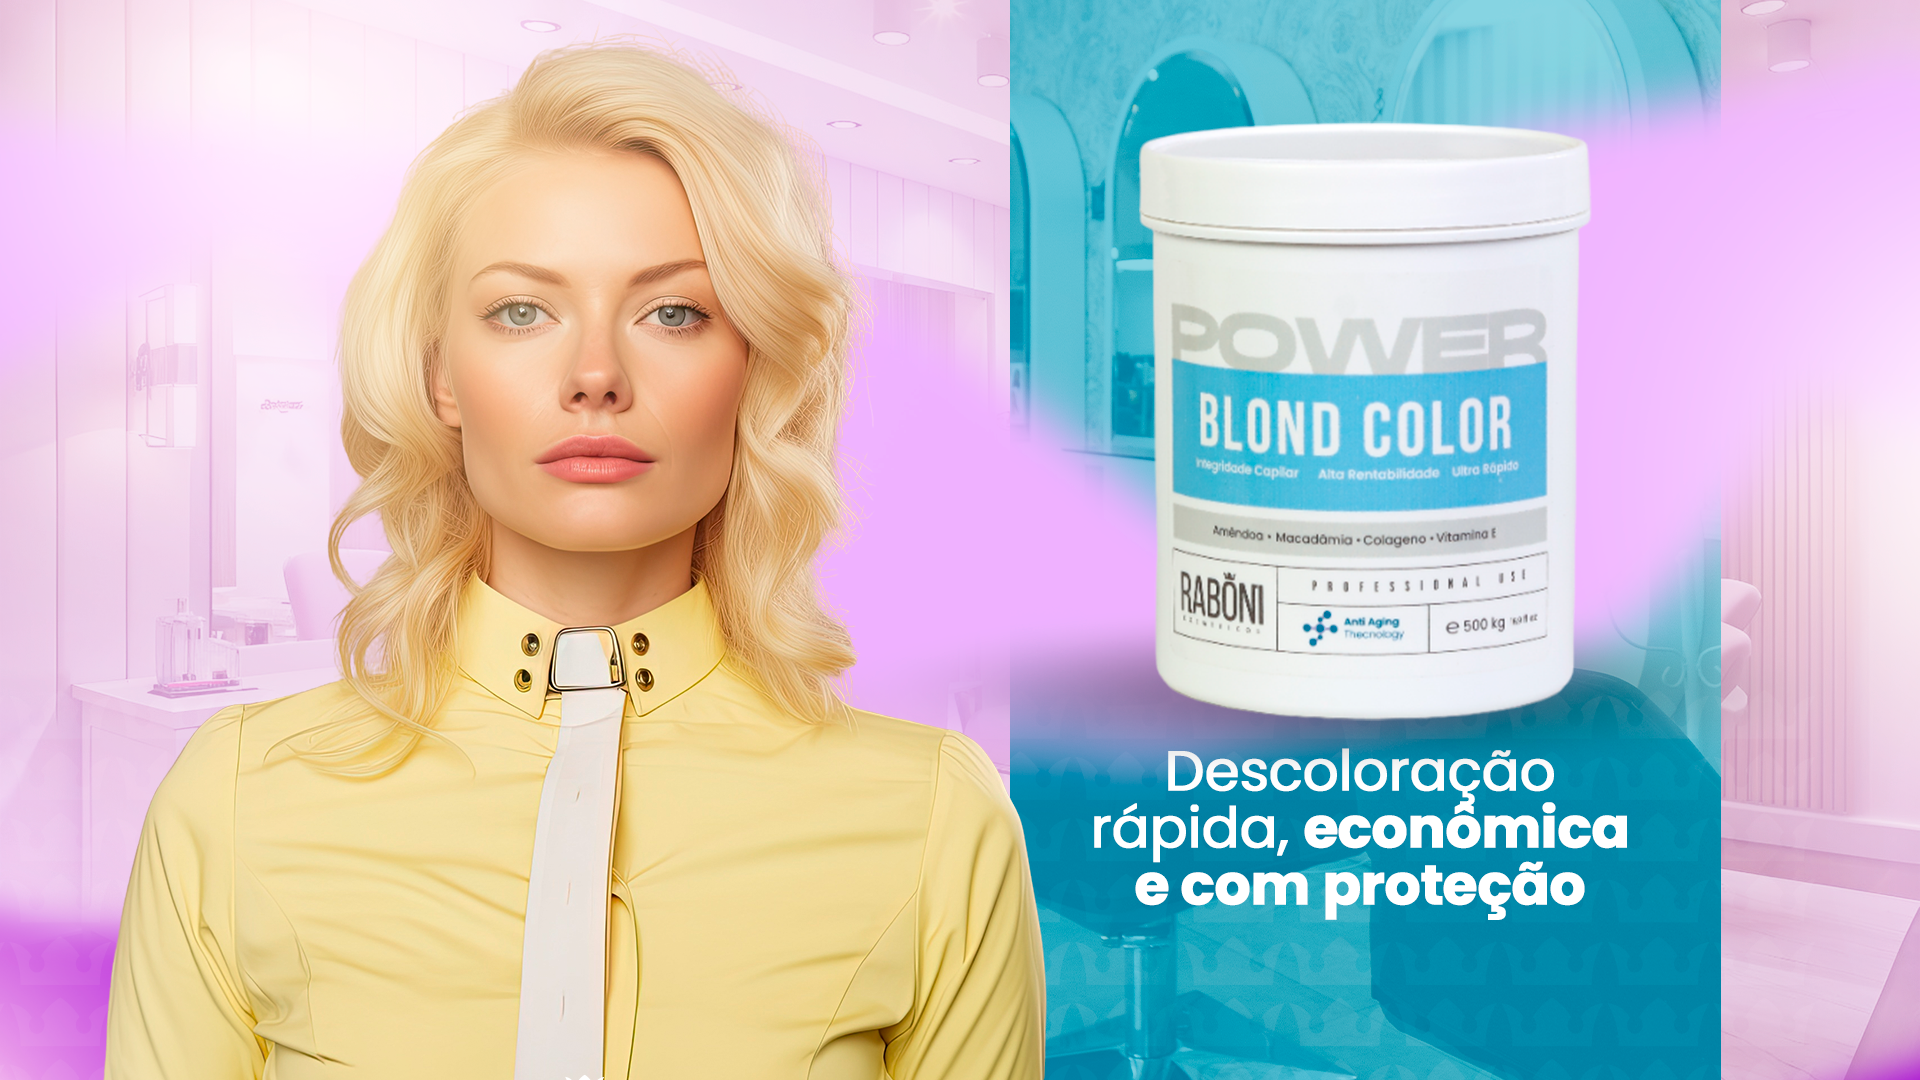 POWER
BLOND COLOR
Integridade Capilar Alta Rentabilidade Ultra Rápido
Amêndoa • Macadâmia • Colageno • Vitamina E
RABÔNI
COSMÉTICOS
PROFESSIONAL USE
Anti Aging
Thecnology
e 500 kg
Descoloração
rápida, econômica
e com proteção